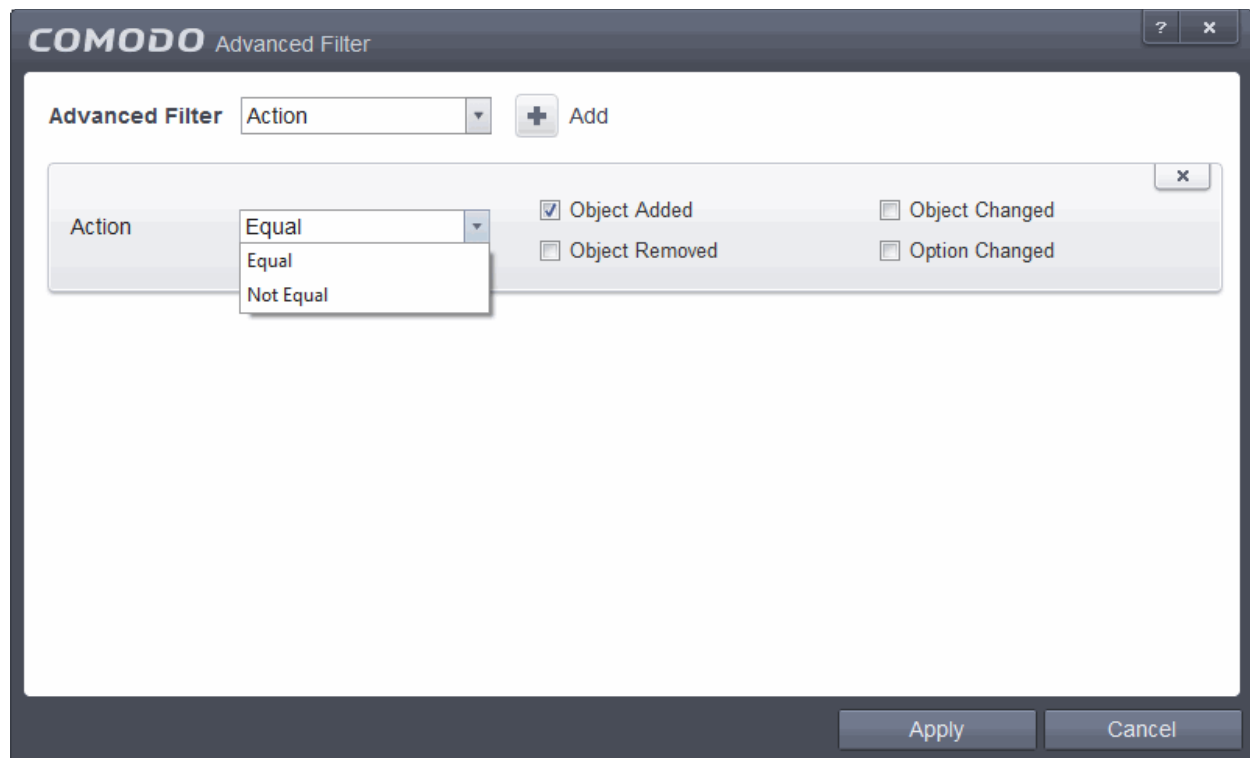 COMODO Advanced Filter
? x
Advanced Filter Action Add
Action Equal
Object Added Object Changed
Object Removed Option Changed
Equal
Not Equal
Apply Cancel